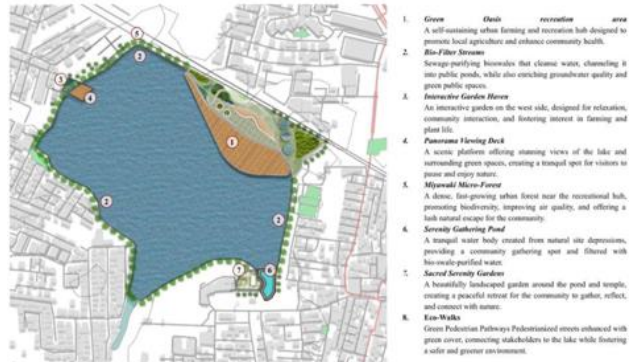 5
2
3
4
1
2
2
7
6
1. Green Oasis recreation area
A self-sustaining urban farming and recreation hub designed to
promote local agriculture and enhance community health.
2. Bio-Filter Streams
Sewage-purifying bioswales that cleanse water, channeling it
into public ponds, while also enriching groundwater quality and
green public spaces.
3. Interactive Garden Haven
An interactive garden on the west side, designed for relaxation,
community interaction, and fostering interest in farming and
plant life.
4. Panorama Viewing Deck
A scenic platform offering stunning views of the lake and
surrounding green spaces, creating a tranquil spot for visitors to
pause and enjoy nature.
5. Miyawaki Micro-Forest
A dense, fast-growing urban forest near the recreational hub,
promoting biodiversity, improving air quality, and offering a
lush natural escape for the community.
6. Serenity Gathering Pond
A tranquil water body created from natural site depressions,
providing a community gathering spot and filtered with
bio-swale-purified water.
7. Sacred Serenity Gardens
A beautifully landscaped garden around the pond and temple,
creating a peaceful retreat for the community to gather, reflect,
and connect with nature.
8. Eco-Walks
Green Pedestrian Pathways Pedestrianized streets enhanced with
green cover, connecting stakeholders to the lake while fostering
a safer and greener environment.